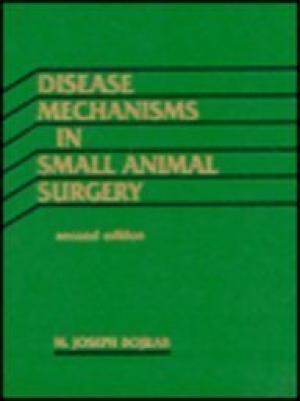 DISEASE
MECHANISMS
IN
SMALL ANIMAL
SURGERY
second edition
M. JOSEPH BOJRAB